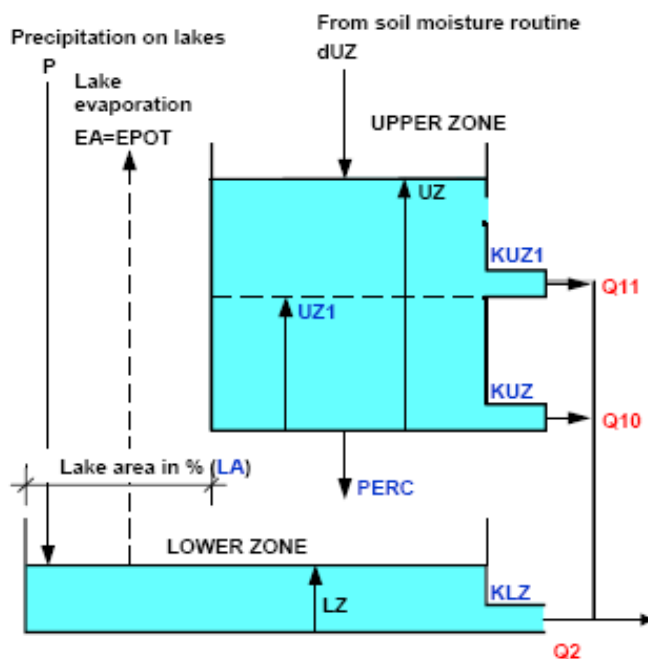 Precipitation on lakes
P
Lake
evaporation
EA=EPOT
From soil moisture routine
dUZ
UPPER ZONE
UZ
KUZ1
Q11
UZ1
KUZ
Q10
Lake area in % (LA)
PERC
LOWER ZONE
LZ
KLZ
Q2